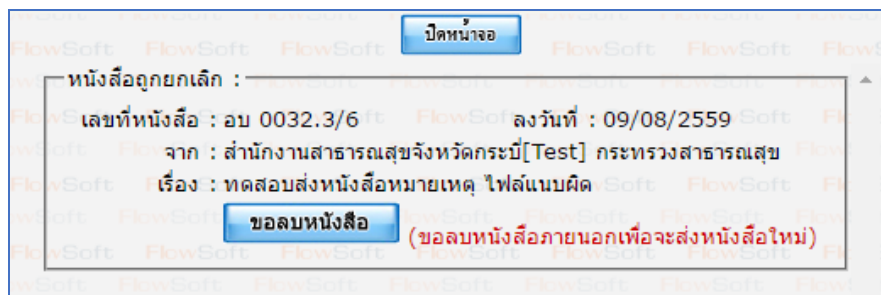 ปิดหน้าจอ
หนังสือถูกยกเลิก :
เลขที่หนังสือ : อบ 0032.3/6 ลงวันที่ : 09/08/2559
จาก : สำนักงานสาธารณสุขจังหวัดกระบี่[Test] กระทรวงสาธารณสุข
เรื่อง : ทดสอบส่งหนังสือหมายเหตุ ไฟล์แนบผิด
ขอลบหนังสือ (ขอลบหนังสือภายนอกเพื่อจะส่งหนังสือใหม่)